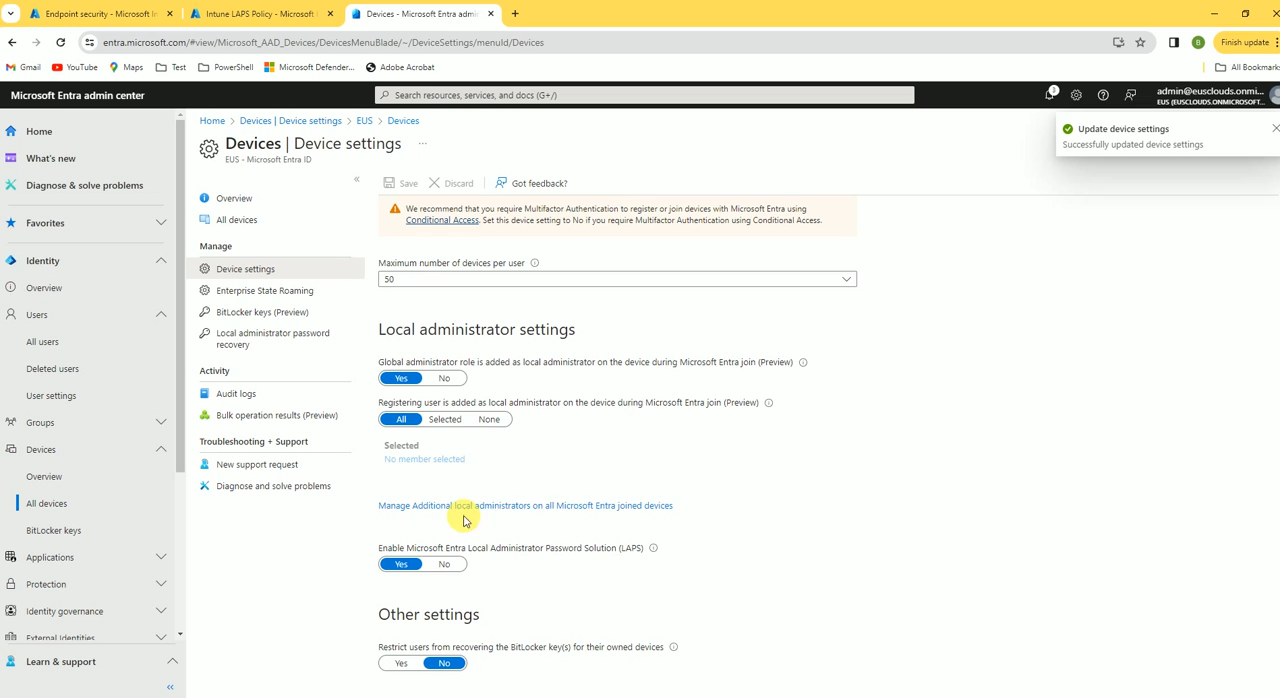 Endpoint security - Microsoft I
Intune LAPS Policy - Microsoft
Devices - Microsoft Entra admin
entra.microsoft.com/#view/Microsoft_AAD_Devices/DevicesMenuBlade/~/DeviceSettings/menuId/Devices
B
Finish update
Gmail
YouTube
Maps
Test
PowerShell
Microsoft Defender...
Adobe Acrobat
All Bookmarks
Microsoft Entra admin center
Search resources, services, and docs (G+/)
admin@eusclouds.onmi...
EUS (EUSCLOUDS.ONMICROSOFT....
Home
What's new
Diagnose & solve problems
Favorites
Identity
Overview
Users
All users
Deleted users
User settings
Groups
Devices
Overview
All devices
BitLocker keys
Applications
Protection
Identity governance
External Identities
Learn & support
Home > Devices | Device settings > EUS > Devices
Devices | Device settings ...
EUS - Microsoft Entra ID
Overview
All devices
Manage
Device settings
Enterprise State Roaming
BitLocker keys (Preview)
Local administrator password
recovery
Activity
Audit logs
Bulk operation results (Preview)
Troubleshooting + Support
New support request
Diagnose and solve problems
Save
Discard
Got feedback?
We recommend that you require Multifactor Authentication to register or join devices with Microsoft Entra using
Conditional Access. Set this device setting to No if you require Multifactor Authentication using Conditional Access.
Maximum number of devices per user
50
Local administrator settings
Global administrator role is added as local administrator on the device during Microsoft Entra join (Preview)
Yes No
Registering user is added as local administrator on the device during Microsoft Entra join (Preview)
All Selected None
Selected
No member selected
Manage Additional local administrators on all Microsoft Entra joined devices
Enable Microsoft Entra Local Administrator Password Solution (LAPS)
Yes No
Other settings
Restrict users from recovering the BitLocker key(s) for their owned devices
Yes No
Update device settings
Successfully updated device settings